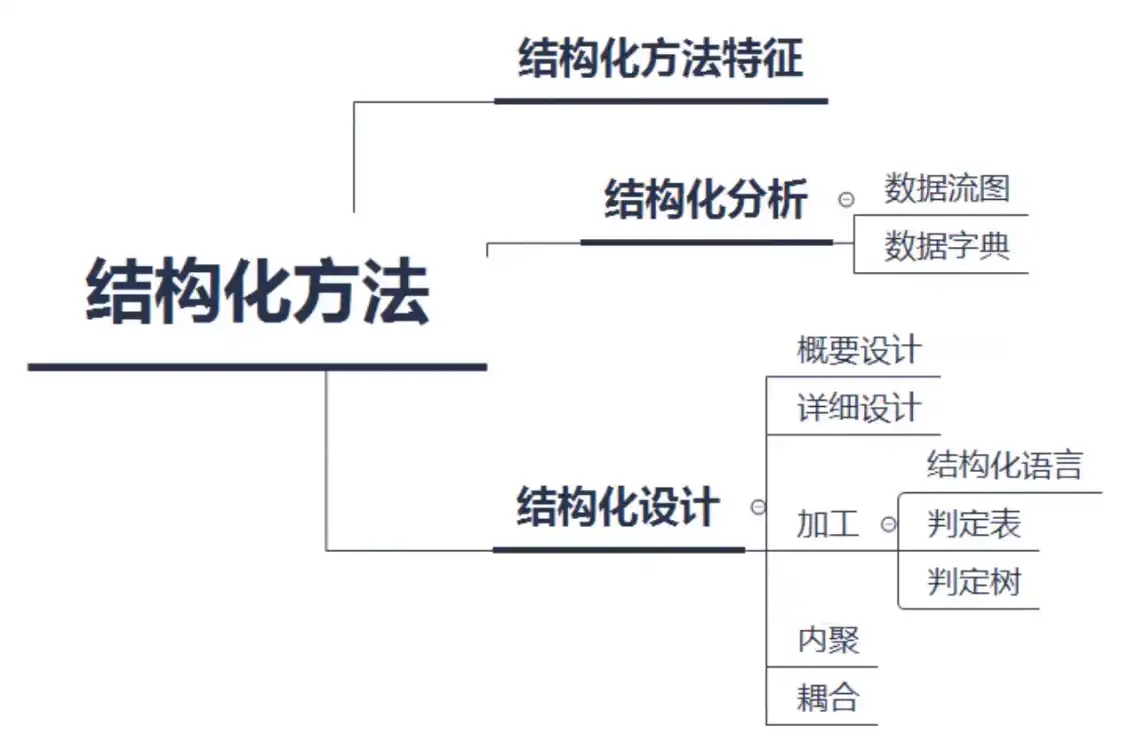 结构化方法特征
结构化分析
数据流图
数据字典
结构化方法
概要设计
详细设计
结构化设计
加工
结构化语言
判定表
判定树
内聚
耦合